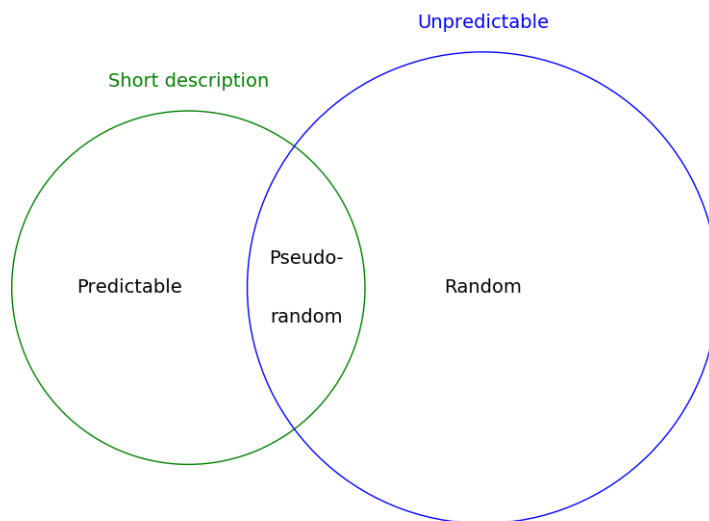 Unpredictable
Short description
Pseudo-
Predictable
Random
random